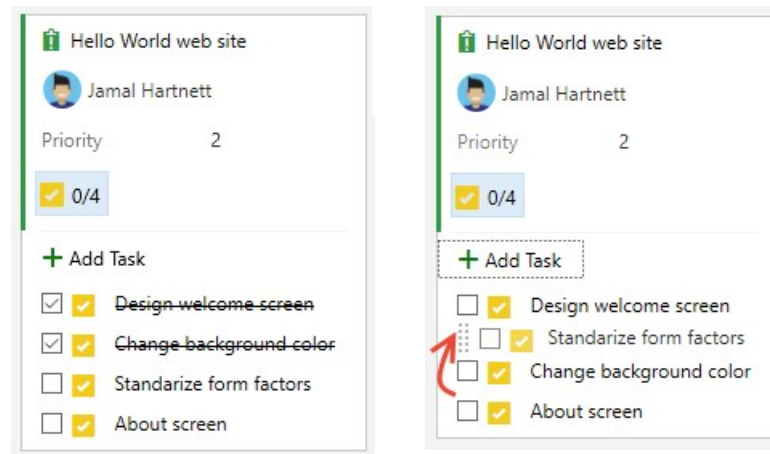 Hello World web site
Jamal Hartnett
Priority 2
0/4
Add Task
Design welcome screen
Change background color
Standarize form factors
About screen
Hello World web site
Jamal Hartnett
Priority 2
0/4
Add Task
Design welcome screen
Standarize form factors
Change background color
About screen